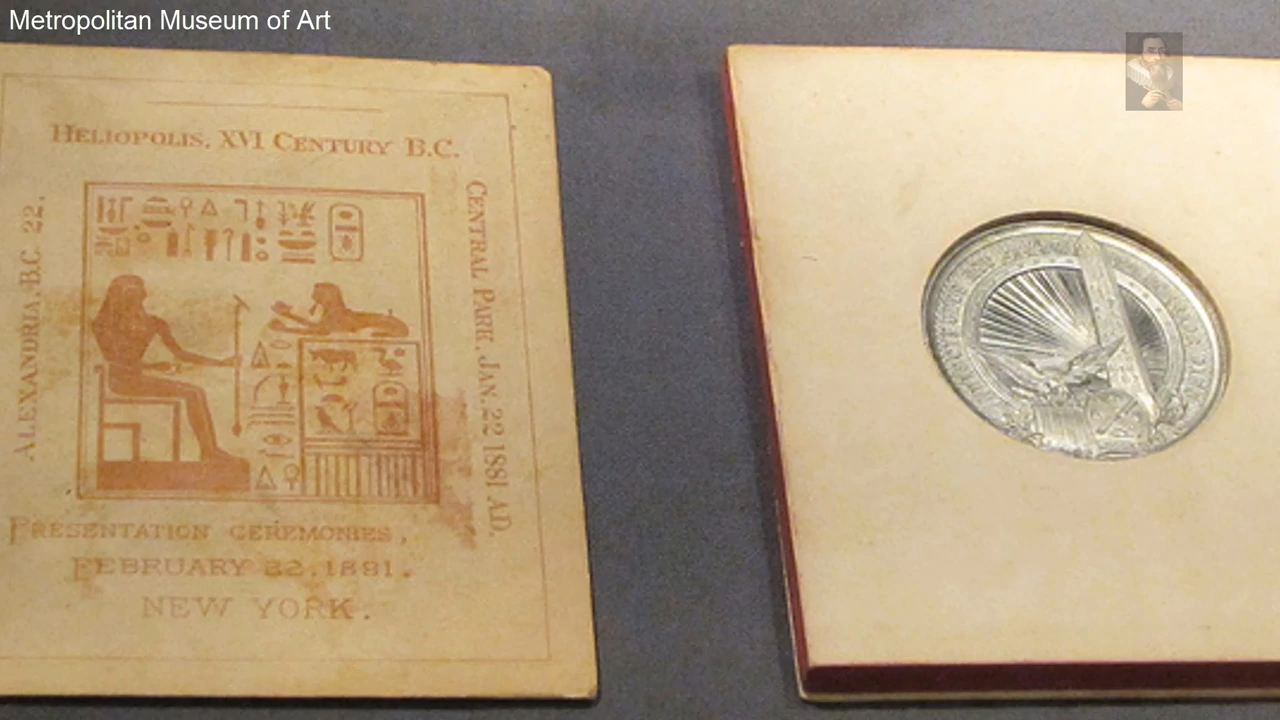 Metropolitan Museum of Art
HELIOPOLIS, XVI CENTURY B.C.
ALEXANDRIA, B.C. 22.
CENTRAL PARK, JAN. 22 1881 A.D.
PRESENTATION CEREMONIES,
FEBRUARY 22, 1881.
NEW YORK.